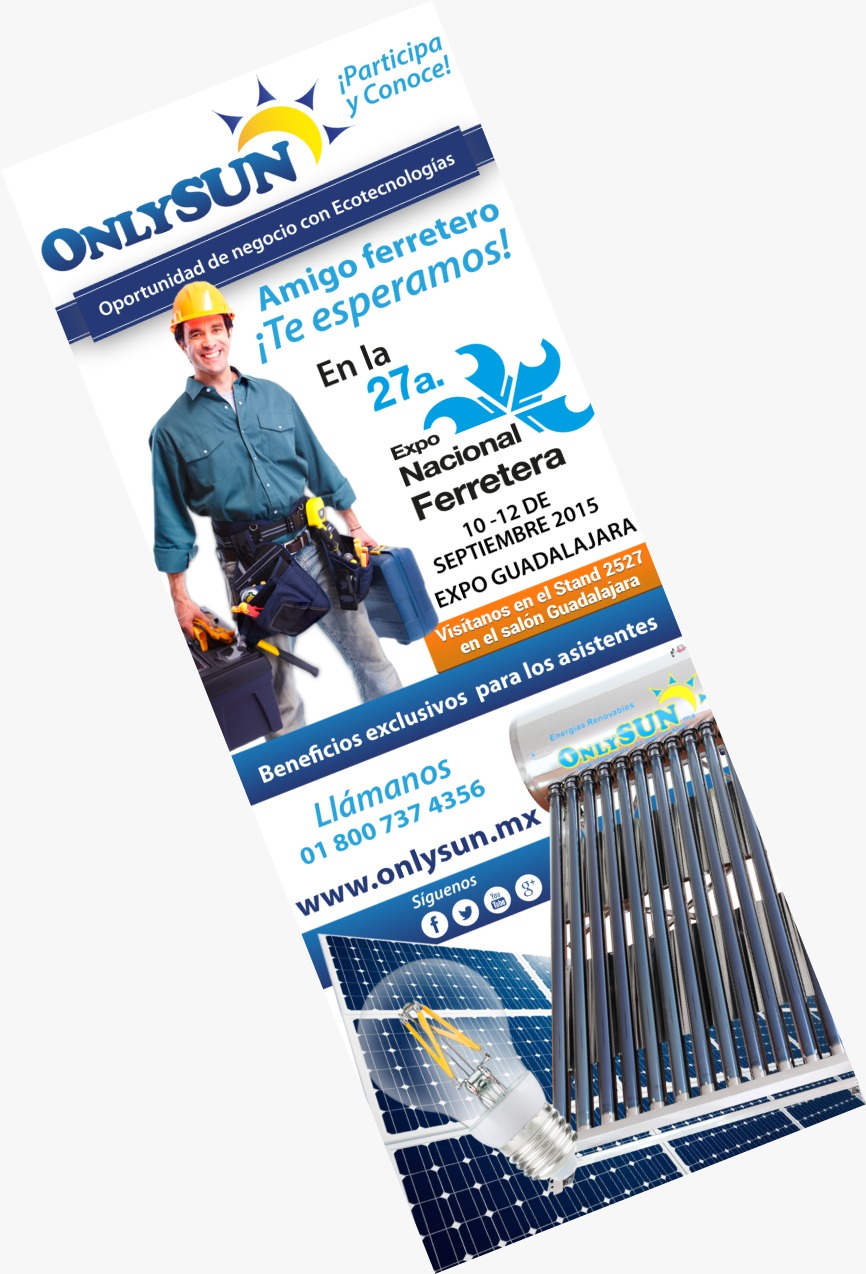 ¡Participa
y Conoce!
ONLYSUN
Oportunidad de negocio con Ecotecnologías
Amigo ferretero
¡Te esperamos!
En la
27a.
Expo
Nacional
Ferretera
10 -12 DE
SEPTIEMBRE 2015
EXPO GUADALAJARA
Visítanos en el Stand 2527
en el salón Guadalajara
Beneficios exclusivos para los asistentes
Energías Renovables
ONLYSUN
Llámanos
01 800 737 4356
www.onlysun.mx
Síguenos
f
You
Tube
g+